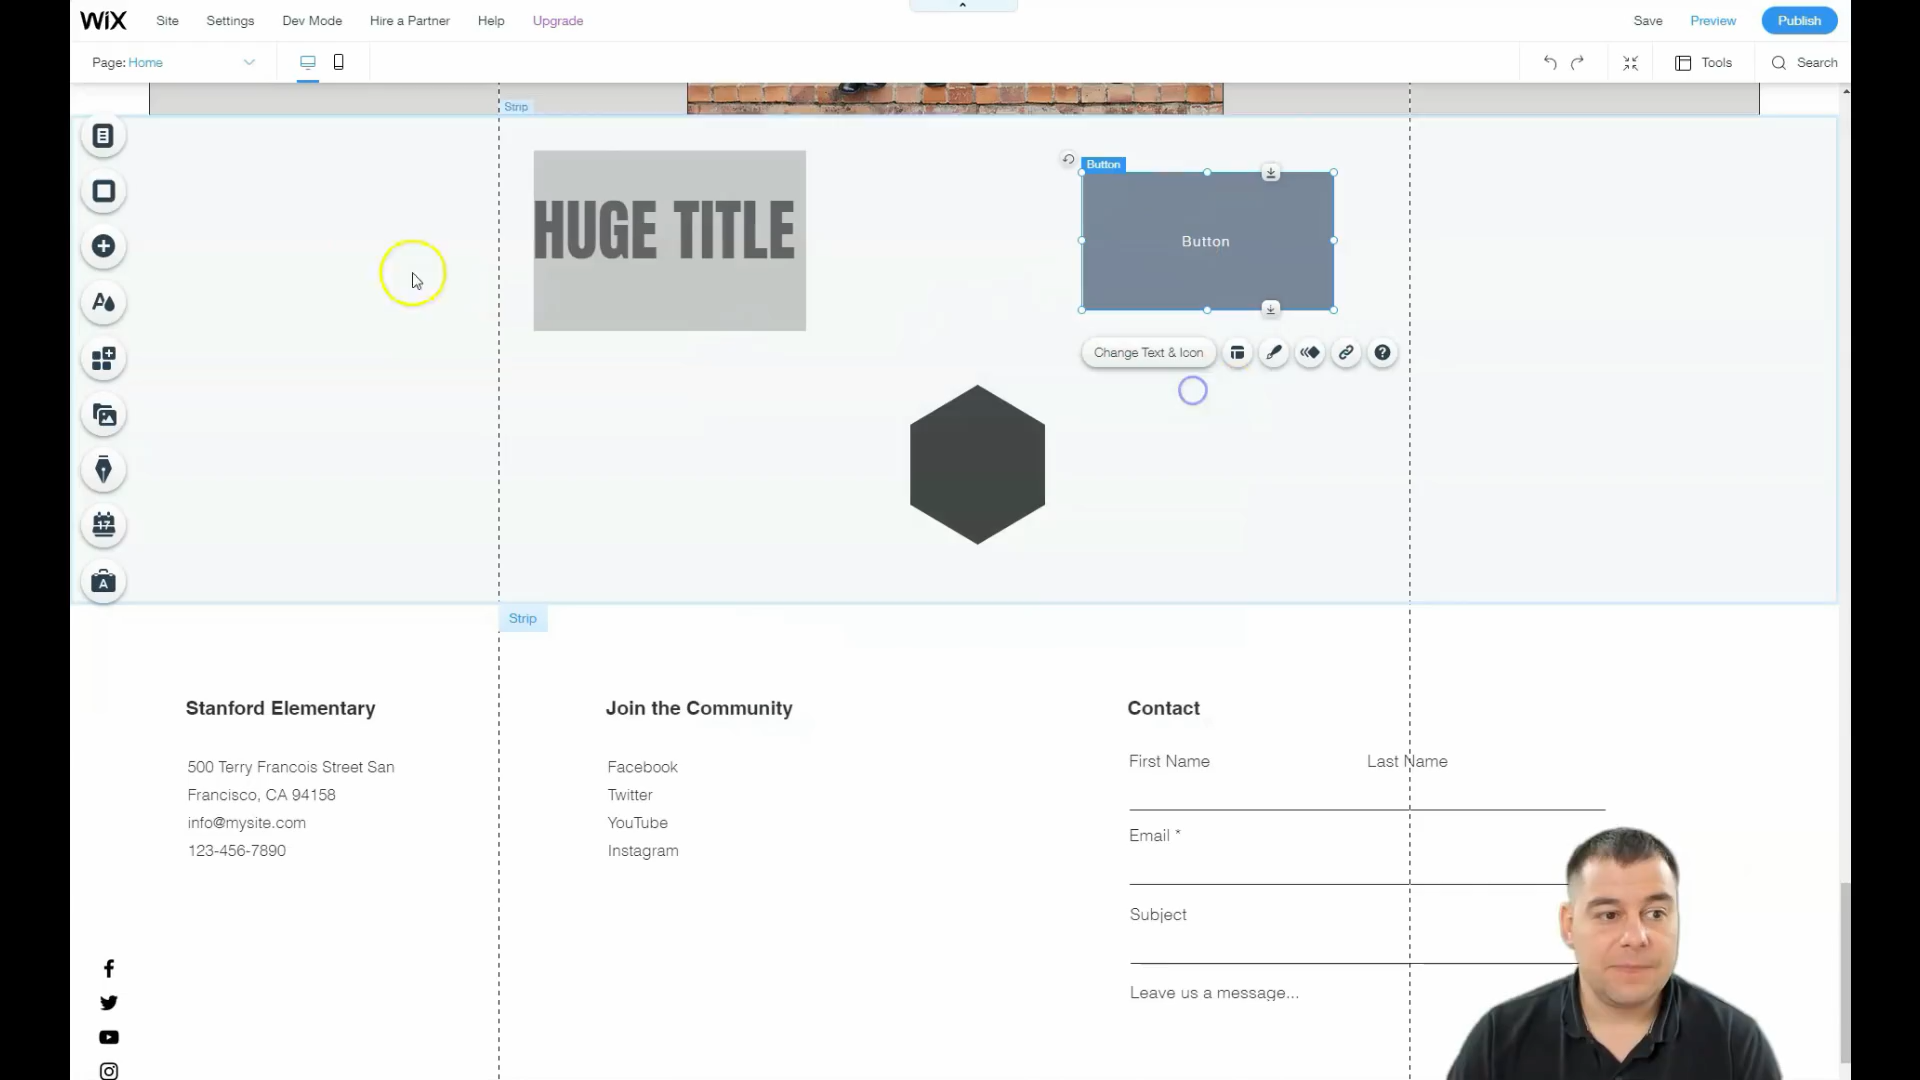 WiX Site Settings Dev Mode Hire a Partner Help Upgrade Save Preview Publish
Page: Home Tools Search
Strip
Button
HUGE TITLE
Button
Change Text & Icon
17
A
Strip
Stanford Elementary
500 Terry Francois Street San
Francisco, CA 94158
info@mysite.com
123-456-7890
Join the Community
Facebook
Twitter
YouTube
Instagram
Contact
First Name Last Name
Email *
Subject
Leave us a message...